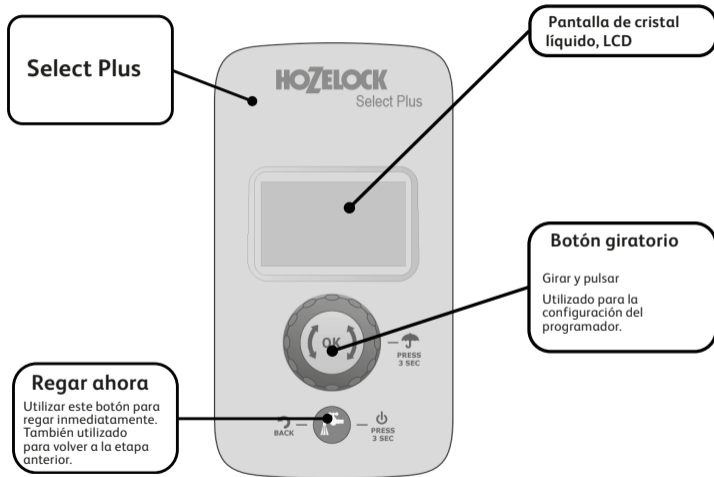 Select Plus
Pantalla de cristal
líquido, LCD
HOZELOCK
Select Plus
Botón giratorio
Girar y pulsar
Utilizado para la
configuración del
programador.
OK
PRESS
3 SEC
Regar ahora
Utilizar este botón para
regar inmediatamente.
También utilizado
para volver a la etapa
anterior.
BACK
PRESS
3 SEC